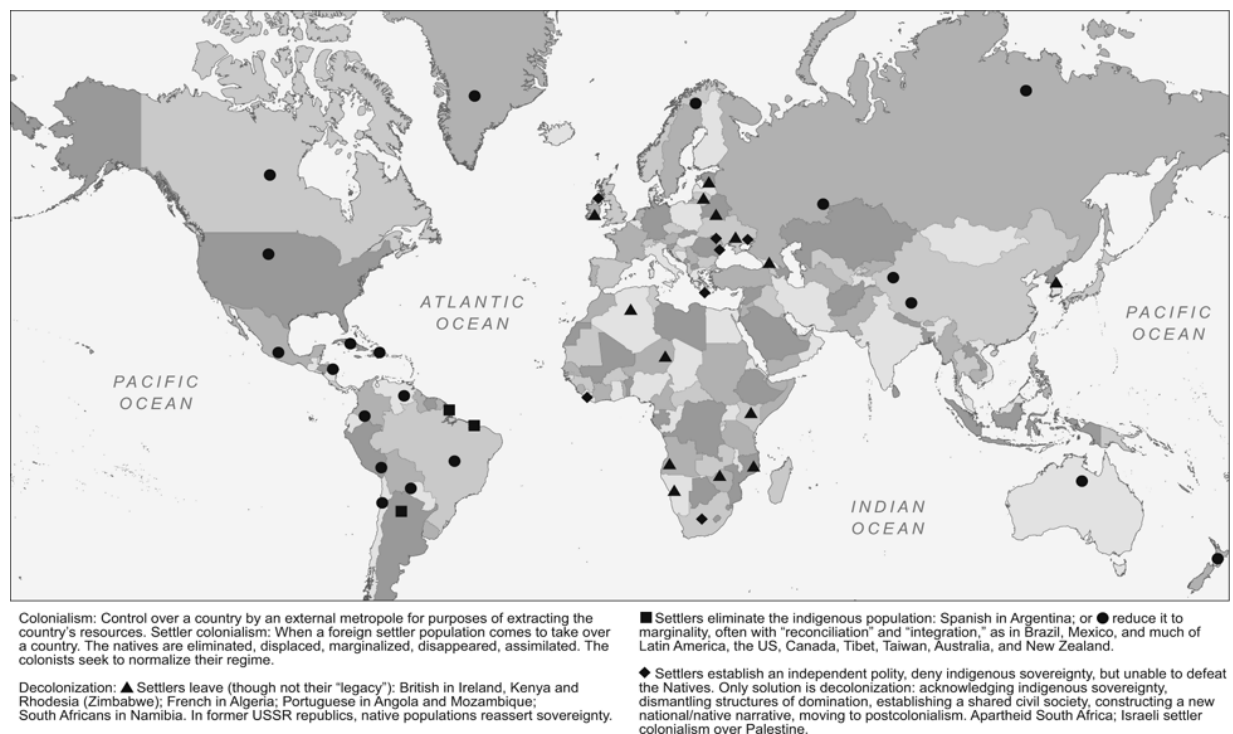 ATLANTIC
OCEAN
PACIFIC
OCEAN
PACIFIC
OCEAN
INDIAN
OCEAN
Colonialism: Control over a country by an external metropole for purposes of extracting the
country's resources. Settler colonialism: When a foreign settler population comes to take over
a country. The natives are eliminated, displaced, marginalized, disappeared, assimilated. The
colonists seek to normalize their regime.
Decolonization: ▲ Settlers leave (though not their "legacy"): British in Ireland, Kenya and
Rhodesia (Zimbabwe); French in Algeria; Portuguese in Angola and Mozambique;
South Africans in Namibia. In former USSR republics, native populations reassert sovereignty.
■ Settlers eliminate the indigenous population: Spanish in Argentina; or ● reduce it to
marginality, often with "reconciliation" and "integration," as in Brazil, Mexico, and much of
Latin America, the US, Canada, Tibet, Taiwan, Australia, and New Zealand.
◆ Settlers establish an independent polity, deny indigenous sovereignty, but unable to defeat
the Natives. Only solution is decolonization: acknowledging indigenous sovereignty,
dismantling structures of domination, establishing a shared civil society, constructing a new
national/native narrative, moving to postcolonialism. Apartheid South Africa; Israeli settler
colonialism over Palestine.